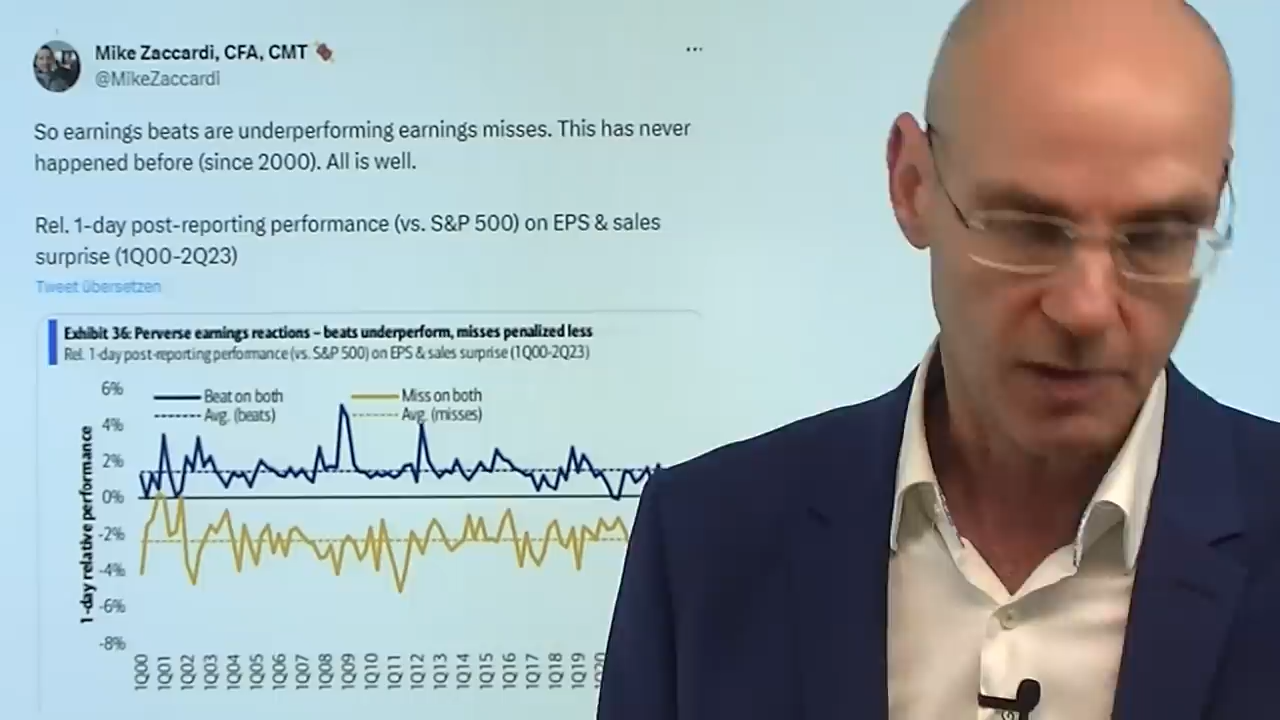 Mike Zaccardi, CFA, CMT
@MikeZaccardi
So earnings beats are underperforming earnings misses. This has never
happened before (since 2000). All is well.
Rel. 1-day post-reporting performance (vs. S&P 500) on EPS & sales
surprise (1Q00-2Q23)
Tweet übersetzen
Exhibit 36: Perverse earnings reactions – beats underperform, misses penalized less
Rel. 1-day post-reporting performance (vs. S&P 500) on EPS & sales surprise (1Q00-2Q23)
Beat on both
Miss on both
Avg. (beats)
Avg. (misses)
1-day relative performance
6%
4%
2%
0%
-2%
-4%
-6%
-8%
1Q00
1Q01
1Q02
1Q03
1Q04
1Q05
1Q06
1Q07
1Q08
1Q09
1Q10
1Q11
1Q12
1Q13
1Q14
1Q15
1Q16
1Q17
1Q18
1Q19